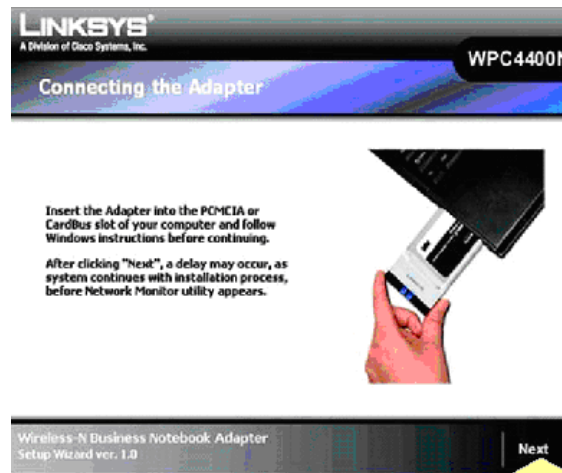 LINKSYS®
A Division of Cisco Systems, Inc.
WPC4400N
Connecting the Adapter
Insert the Adapter into the PCMCIA or
CardBus slot of your computer and follow
Windows instructions before continuing.
After clicking "Next", a delay may occur, as
system continues with installation process,
before Network Monitor utility appears.
Wireless-N Business Notebook Adapter
Setup Wizard ver. 1.0
Next